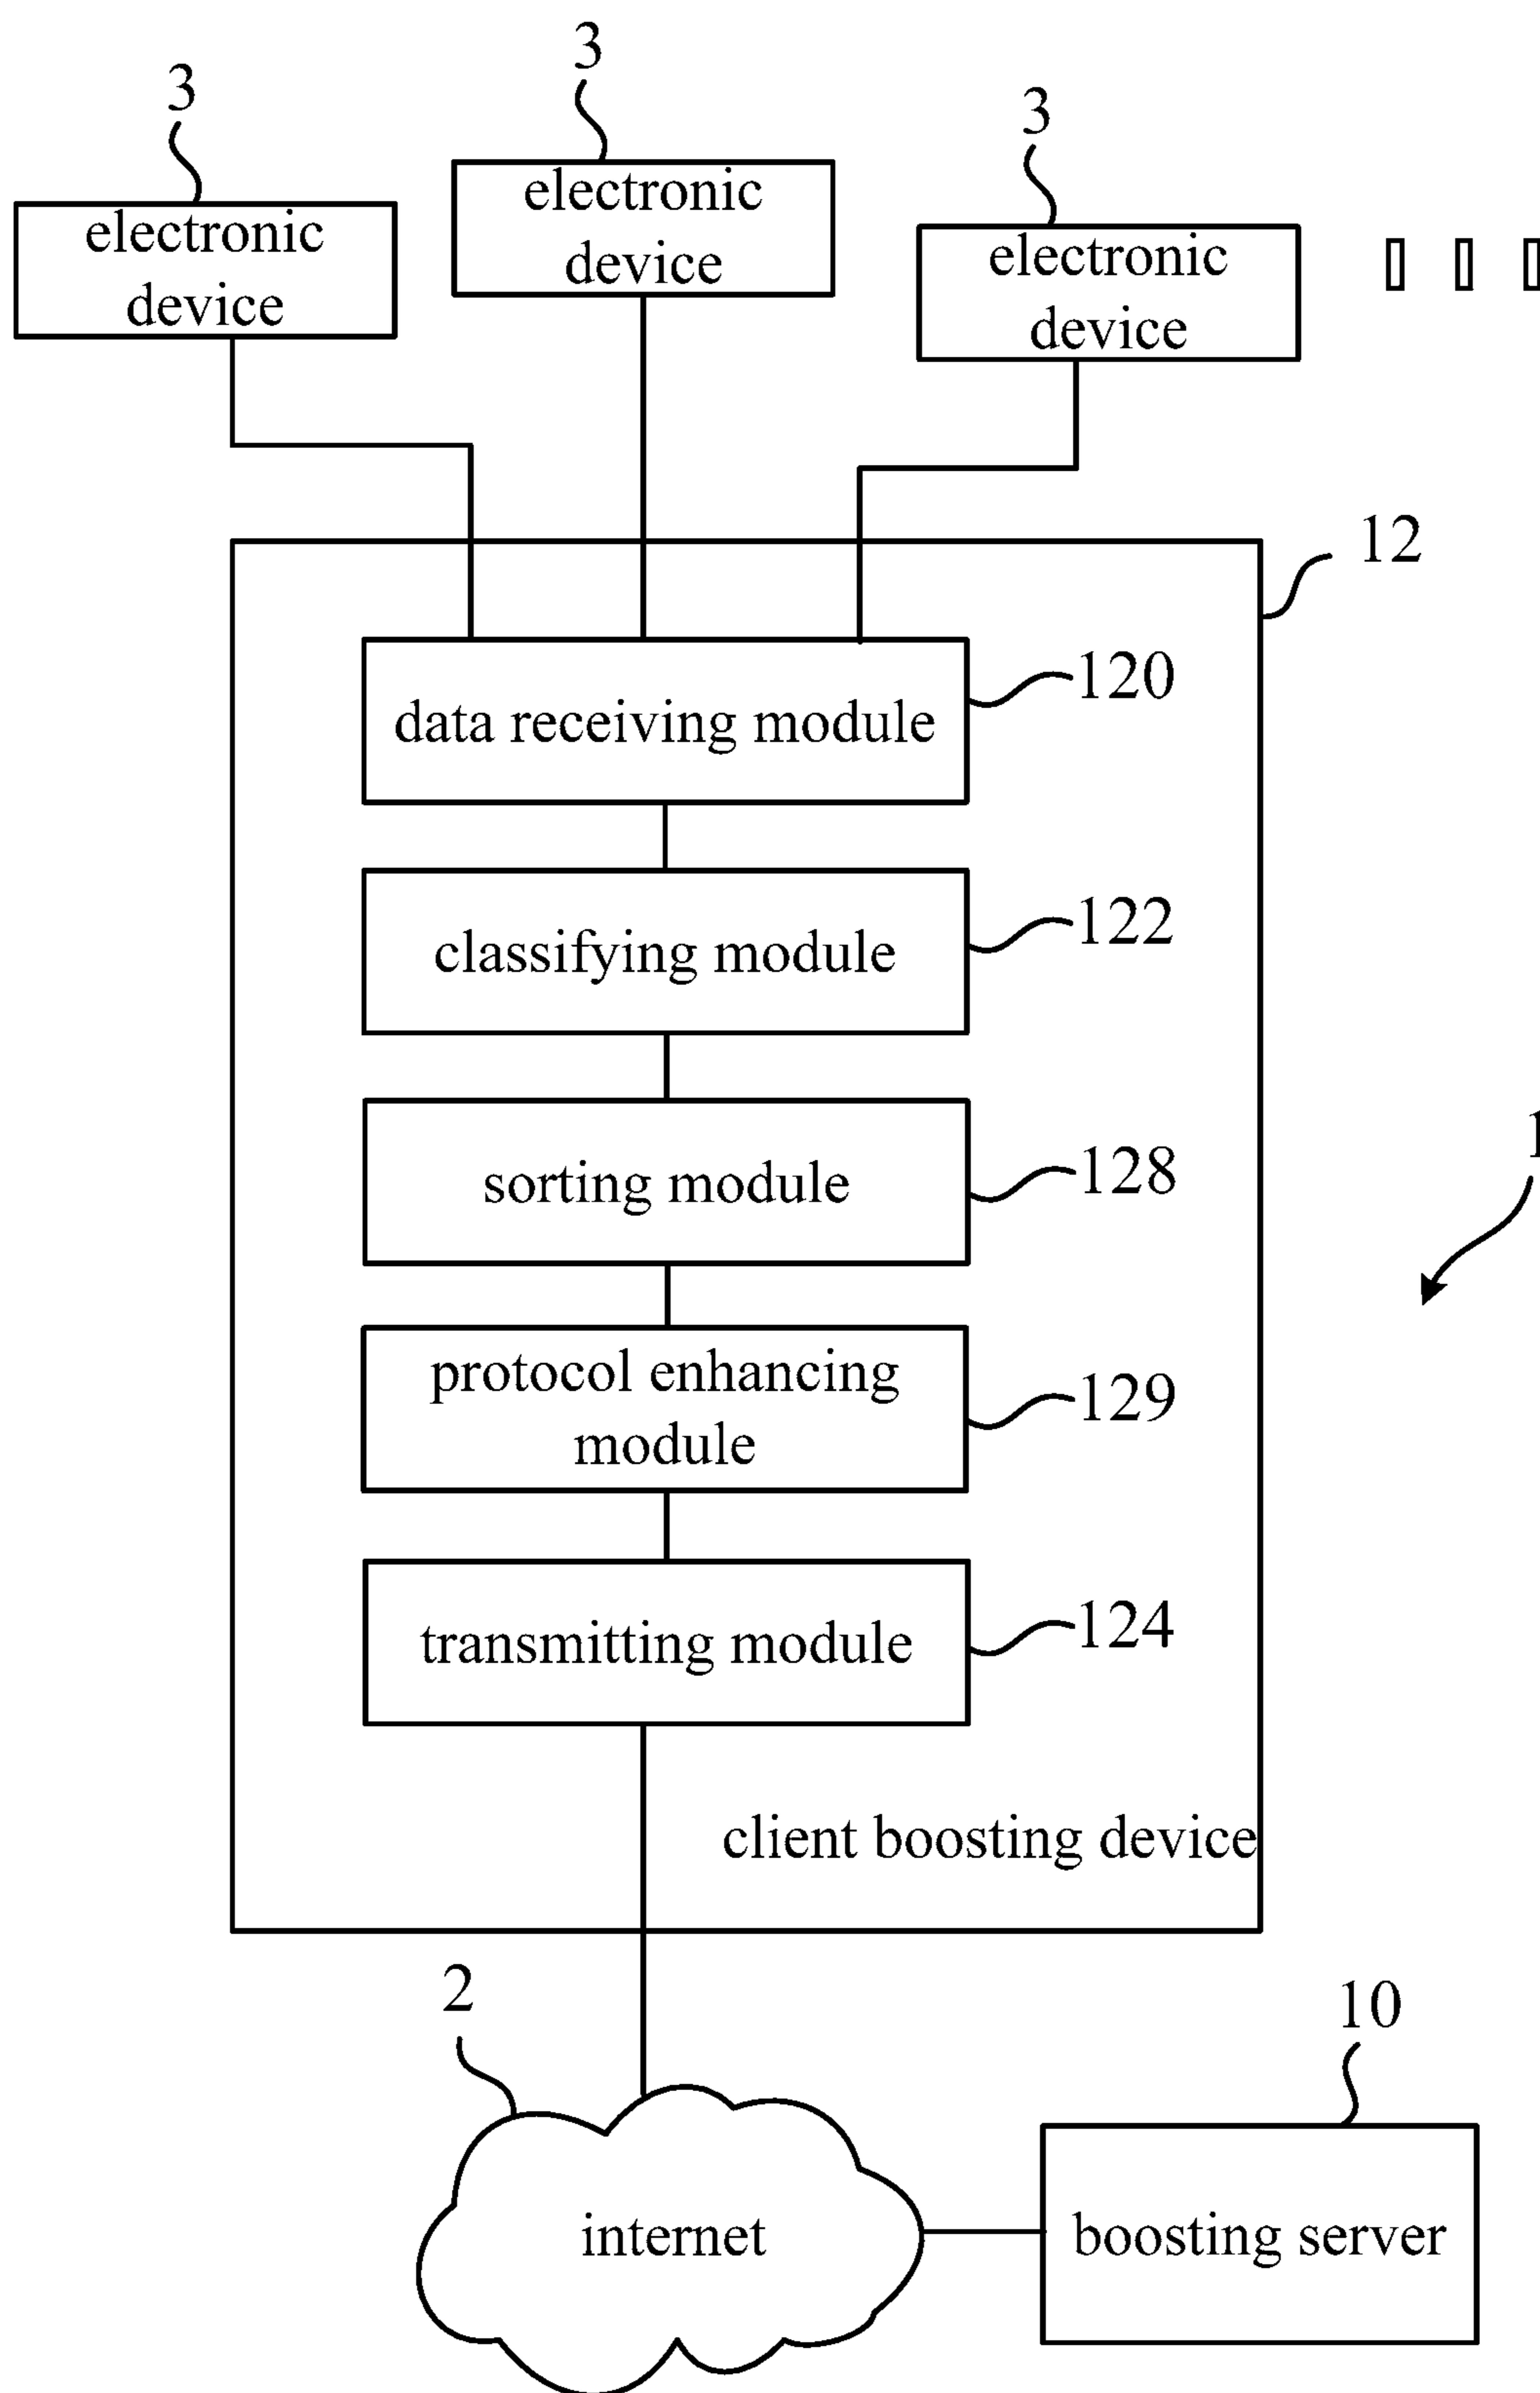 3
3
3
electronic
device
electronic
device
electronic
device
12
data receiving module
120
classifying module
122
sorting module
128
1
protocol enhancing
module
129
transmitting module
124
client boosting device
2
10
internet
boosting server